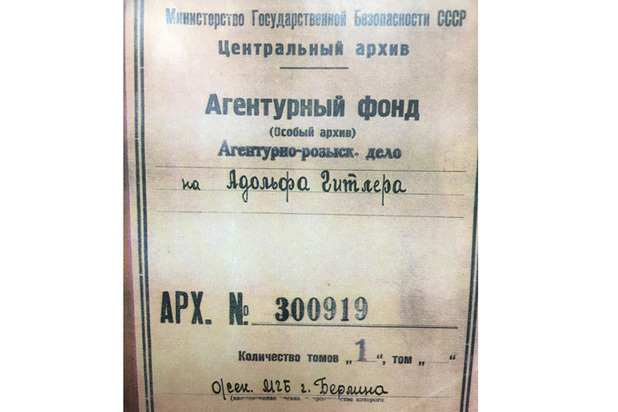 Министерство Государственной Безопасности СССР
Центральный архив
Агентурный фонд
(Особый архив)
Агентурно-розыск. дело
на Адольфа Гитлера
АРХ. № 300919
Количество томов „ 1 “, том „ “
МГБ г. Берлина